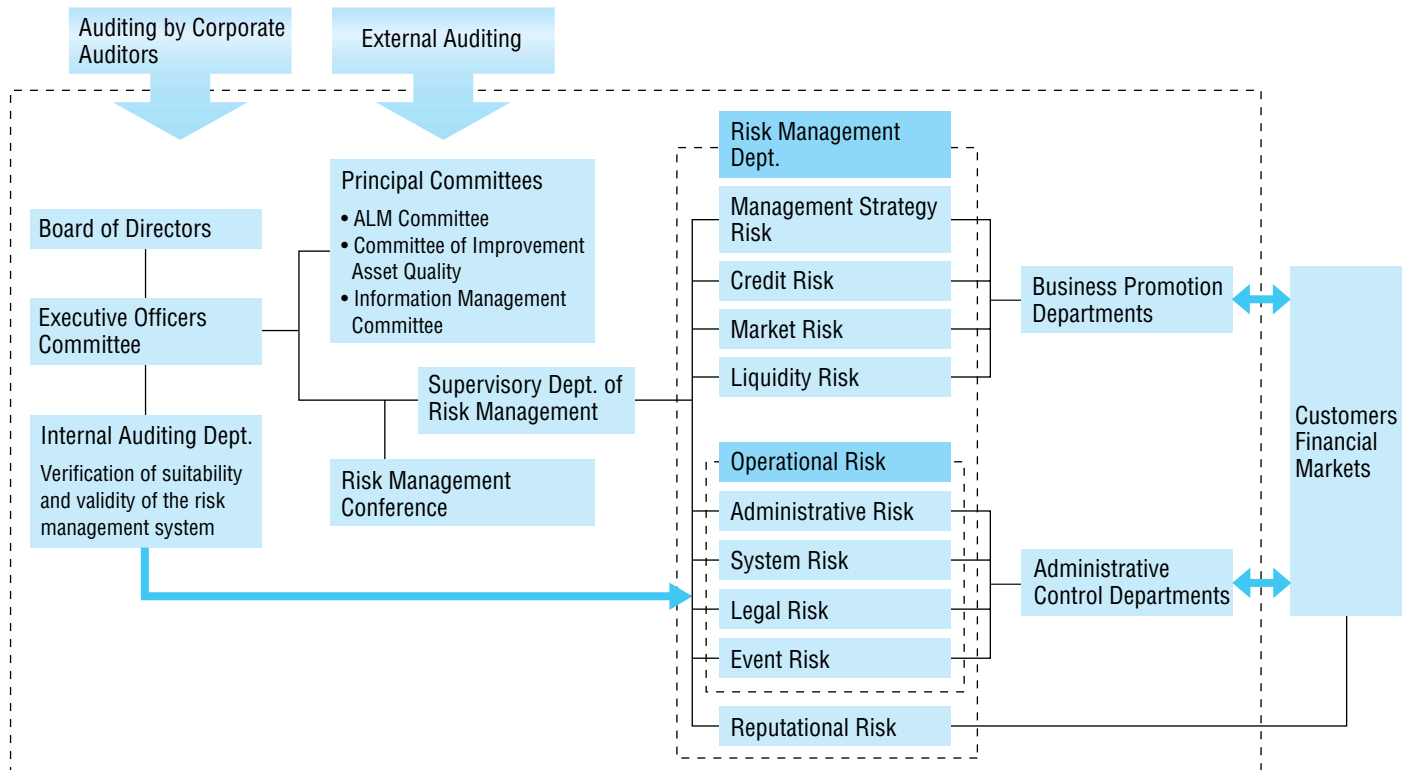 Auditing by Corporate
Auditors
External Auditing
Board of Directors
Executive Officers
Committee
Internal Auditing Dept.
Verification of suitability
and validity of the risk
management system
Principal Committees
• ALM Committee
• Committee of Improvement
Asset Quality
• Information Management
Committee
Supervisory Dept. of
Risk Management
Risk Management
Conference
Risk Management
Dept.
Management Strategy
Risk
Credit Risk
Market Risk
Liquidity Risk
Operational Risk
Administrative Risk
System Risk
Legal Risk
Event Risk
Reputational Risk
Business Promotion
Departments
Administrative
Control Departments
Customers
Financial
Markets